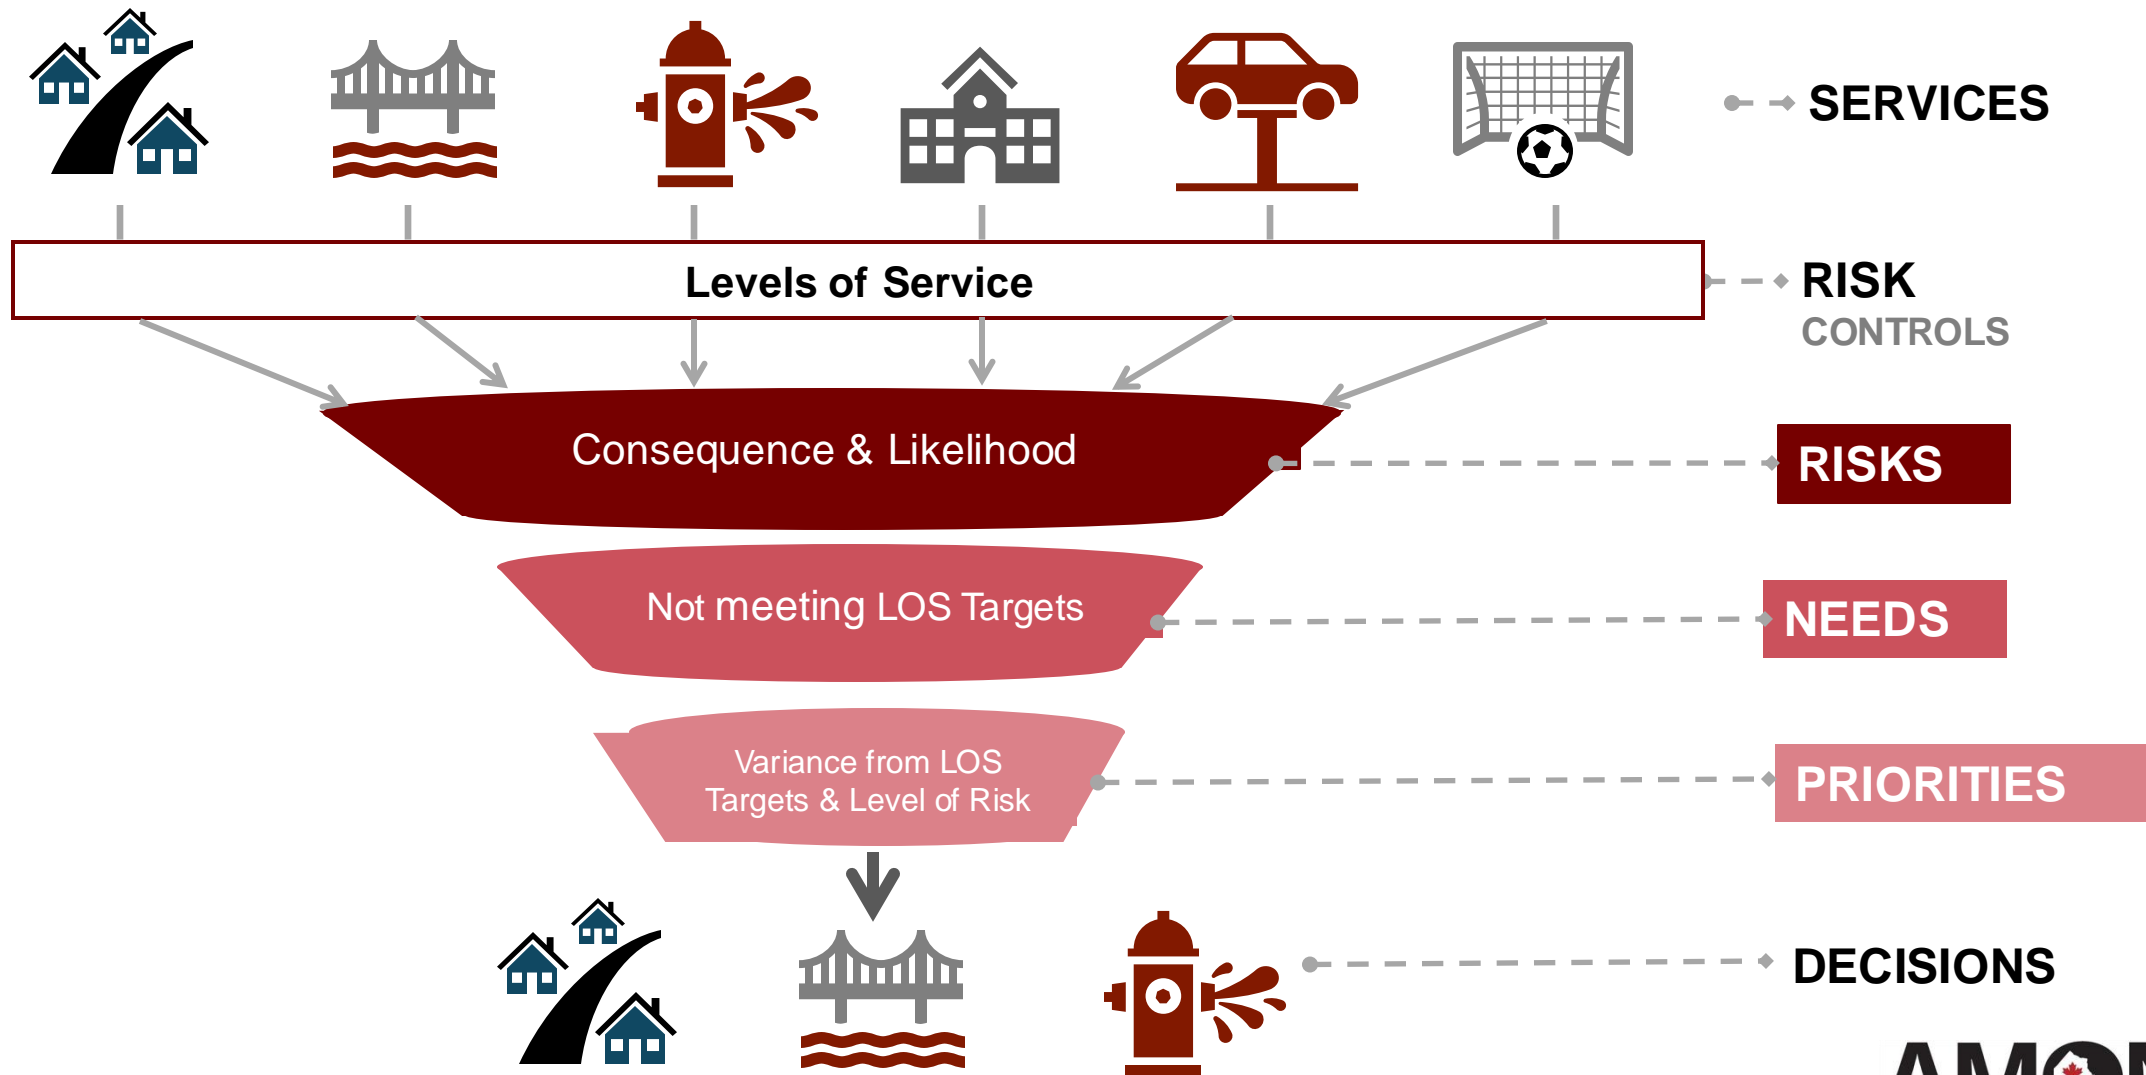 SERVICES
Levels of Service
RISK
CONTROLS
Consequence & Likelihood
RISKS
Not meeting LOS Targets
NEEDS
Variance from LOS
Targets & Level of Risk
PRIORITIES
DECISIONS